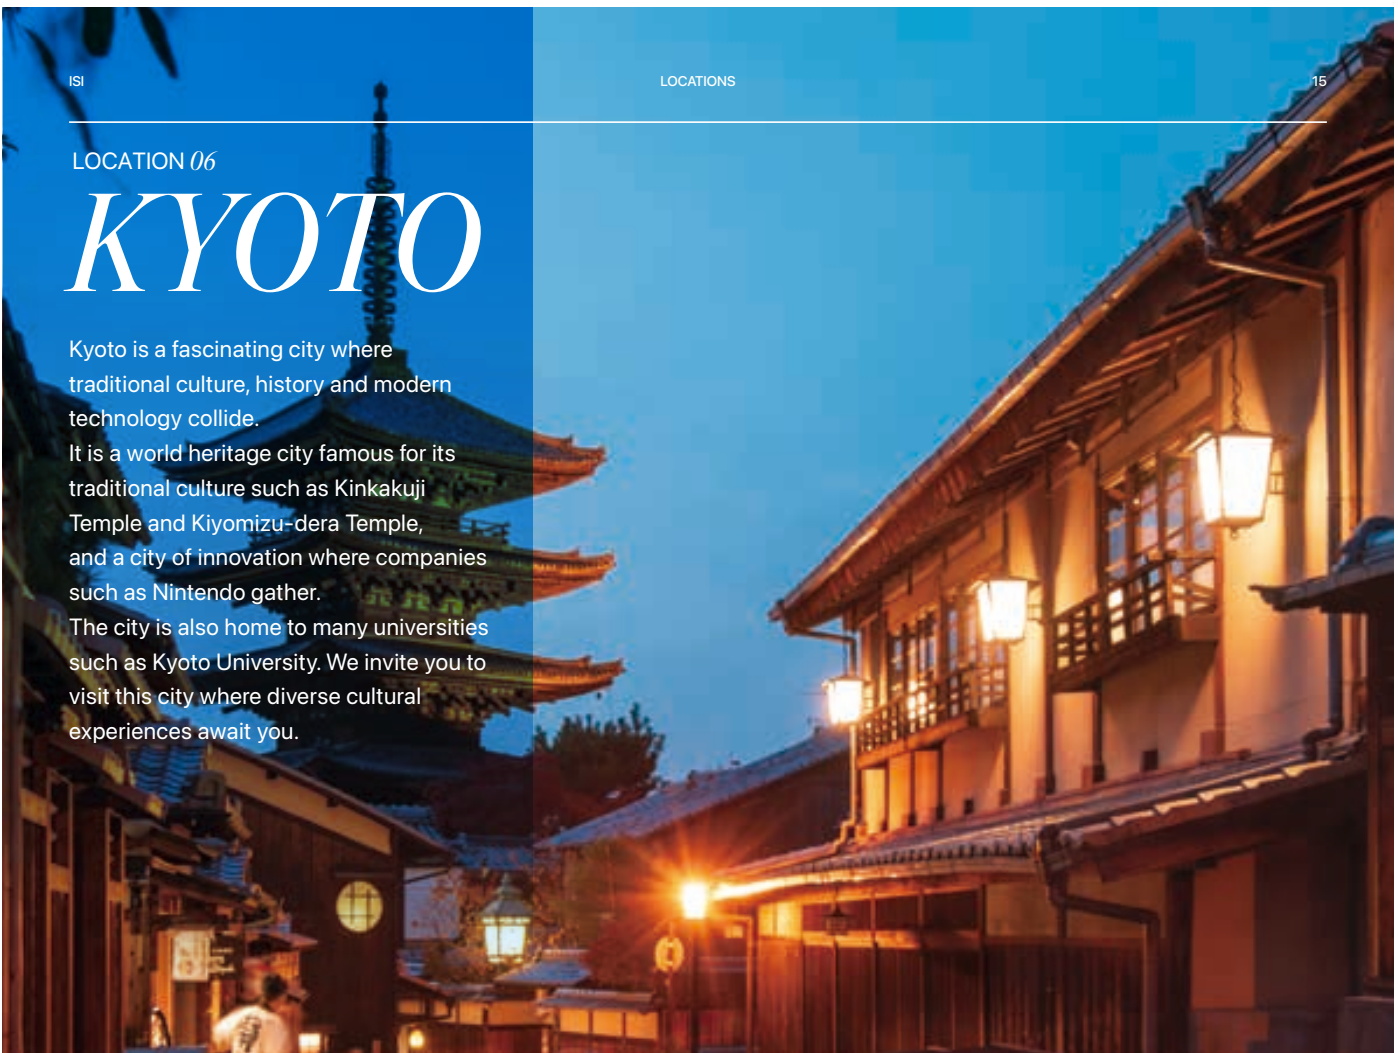 ISI
LOCATIONS
15
LOCATION 06
KYOTO
Kyoto is a fascinating city where
traditional culture, history and modern
technology collide.
It is a world heritage city famous for its
traditional culture such as Kinkakuji
Temple and Kiyomizu-dera Temple,
and a city of innovation where companies
such as Nintendo gather.
The city is also home to many universities
such as Kyoto University. We invite you to
visit this city where diverse cultural
experiences await you.